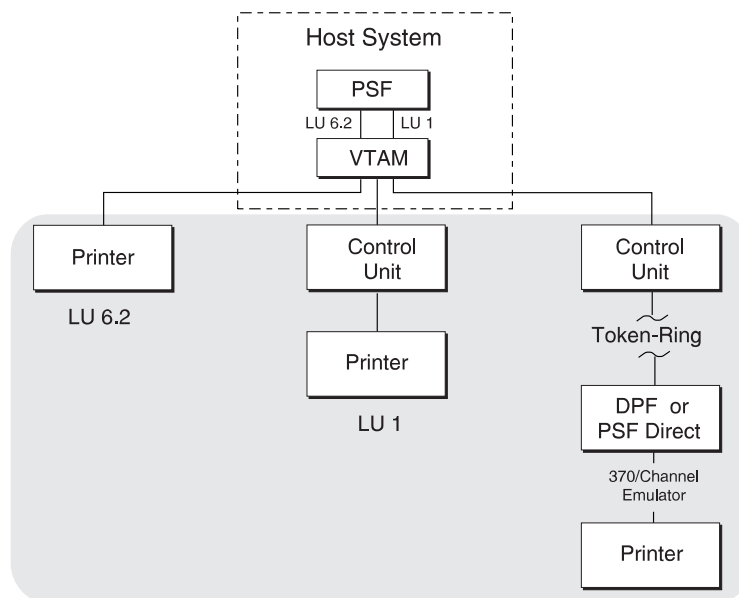 Host System
PSF
LU 6.2
LU 1
VTAM
Printer
LU 6.2
Control
Unit
Printer
LU 1
Control
Unit
Token-Ring
DPF or
PSF Direct
370/Channel
Emulator
Printer